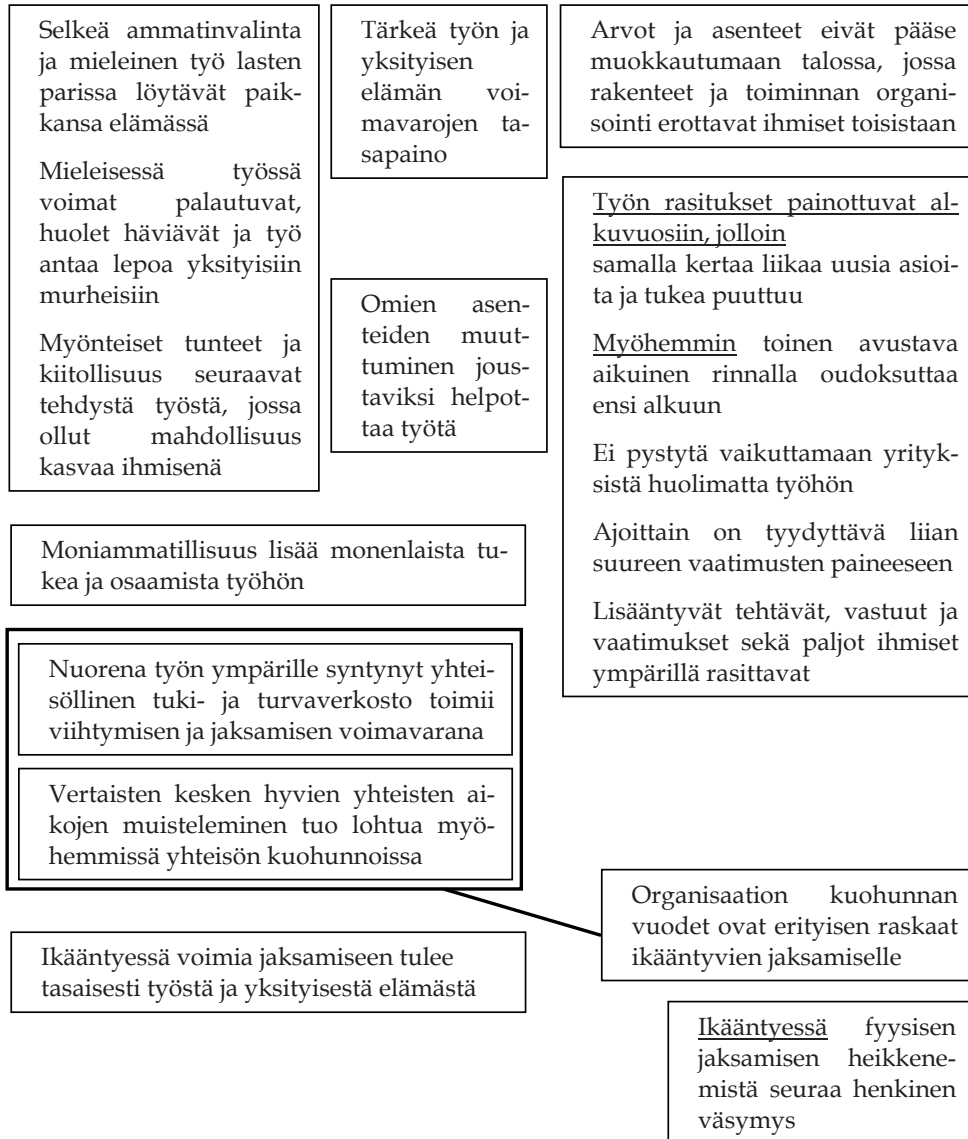 Selkeä ammatinvalinta
ja mieleinen työ lasten
parissa löytävät paik-
kansa elämässä
Mieleisessä työssä
voimat palautuvat,
huolet häviävät ja työ
antaa lepoa yksityisiin
murheisiin
Myönteiset tunteet ja
kiitollisuus seuraavat
tehdystä työstä, jossa
ollut mahdollisuus
kasvaa ihmisenä
Tärkeä työn ja
yksityisen
elämän voi-
mavarojen ta-
sapaino
Omien asen-
teiden muut-
tuminen jous-
taviksi helpot-
taa työtä
Arvot ja asenteet eivät pääse
muokkautumaan talossa, jossa
rakenteet ja toiminnan organi-
sointi erottavat ihmiset toisistaan
Työn rasitukset painottuvat al-
kuvuosiin, jolloin
samalla kertaa liikaa uusia asioi-
ta ja tukea puuttuu
Myöhemmin toinen avustava
aikuinen rinnalla oudoksuttaa
ensi alkuun
Ei pystytä vaikuttamaan yrityk-
sistä huolimatta työhön
Ajoittain on tyydyttävä liian
suureen vaatimusten paineeseen
Lisääntyvät tehtävät, vastuut ja
vaatimukset sekä paljot ihmiset
ympärillä rasittavat
Moniammatillisuus lisää monenlaista tu-
kea ja osaamista työhön
Nuorena työn ympärille syntynyt yhtei-
söllinen tuki- ja turvaverkosto toimii
viihtymisen ja jaksamisen voimavarana
Vertaisten kesken hyvien yhteisten ai-
kojen muisteleminen tuo lohtua myö-
hemmissä yhteisön kuohunnoissa
Organisaation kuohunnan
vuodet ovat erityisen raskaat
ikääntyvien jaksamiselle
Ikääntyessä voimia jaksamiseen tulee
tasaisesti työstä ja yksityisestä elämästä
Ikääntyessä fyysisen
jaksamisen heikkene-
mistä seuraa henkinen
väsymys